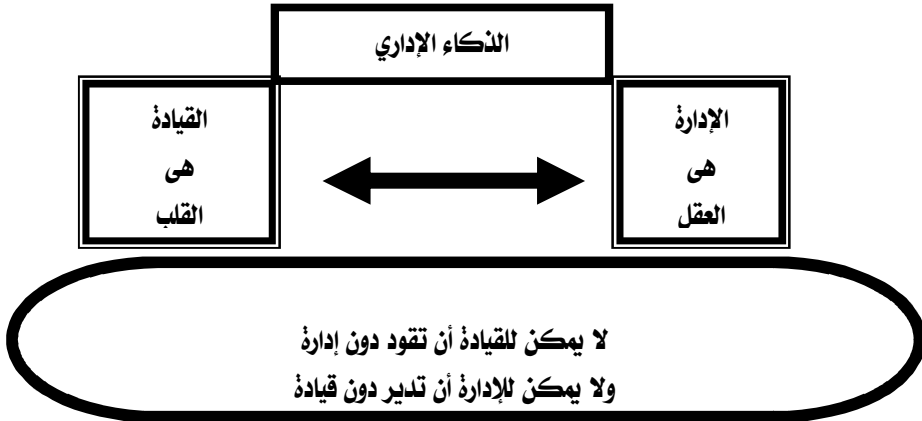 الذكاء الإداري
الإدارة
هى
العقل
القيادة
هى
القلب
لا يمكن للقيادة أن تقود دون إدارة
ولا يمكن للإدارة أن تدير دون قيادة